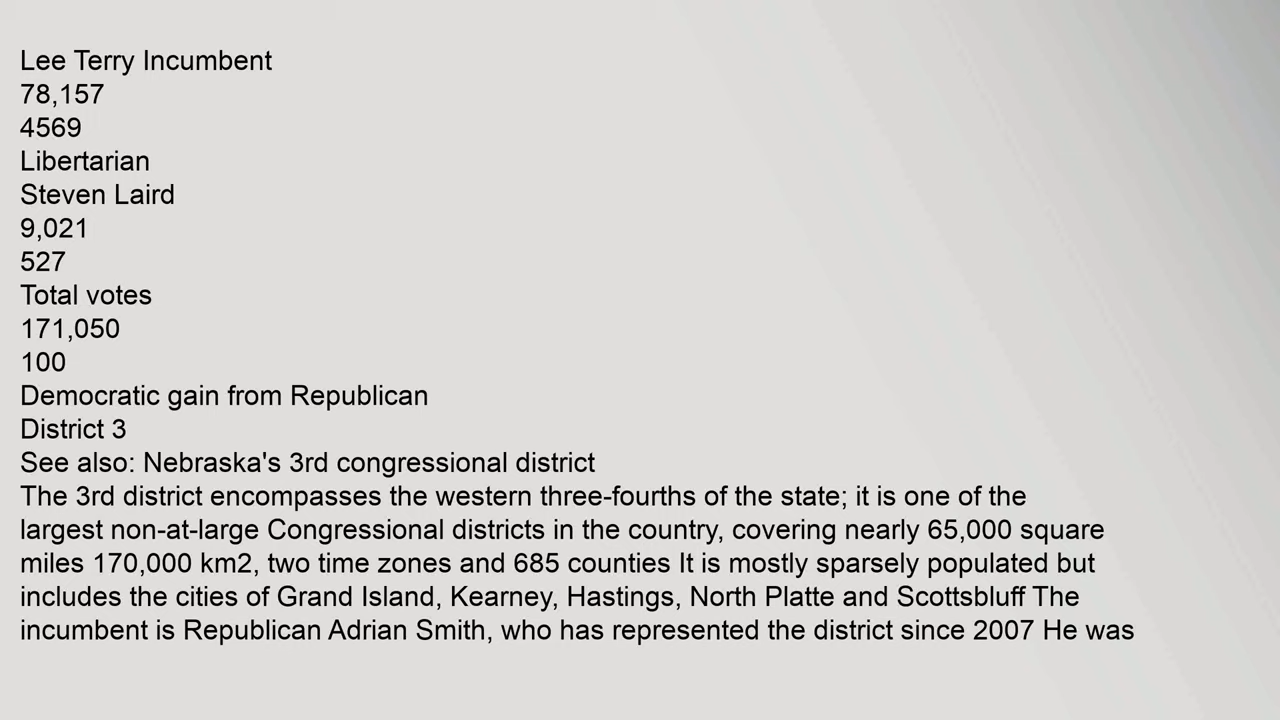 Lee Terry Incumbent
78,157
4569
Libertarian
Steven Laird
9,021
527
Total votes
171,050
100
Democratic gain from Republican
District 3
See also: Nebraska's 3rd congressional district
The 3rd district encompasses the western three-fourths of the state; it is one of the
largest non-at-large Congressional districts in the country, covering nearly 65,000 square
miles 170,000 km2, two time zones and 685 counties It is mostly sparsely populated but
includes the cities of Grand Island, Kearney, Hastings, North Platte and Scottsbluff The
incumbent is Republican Adrian Smith, who has represented the district since 2007 He was